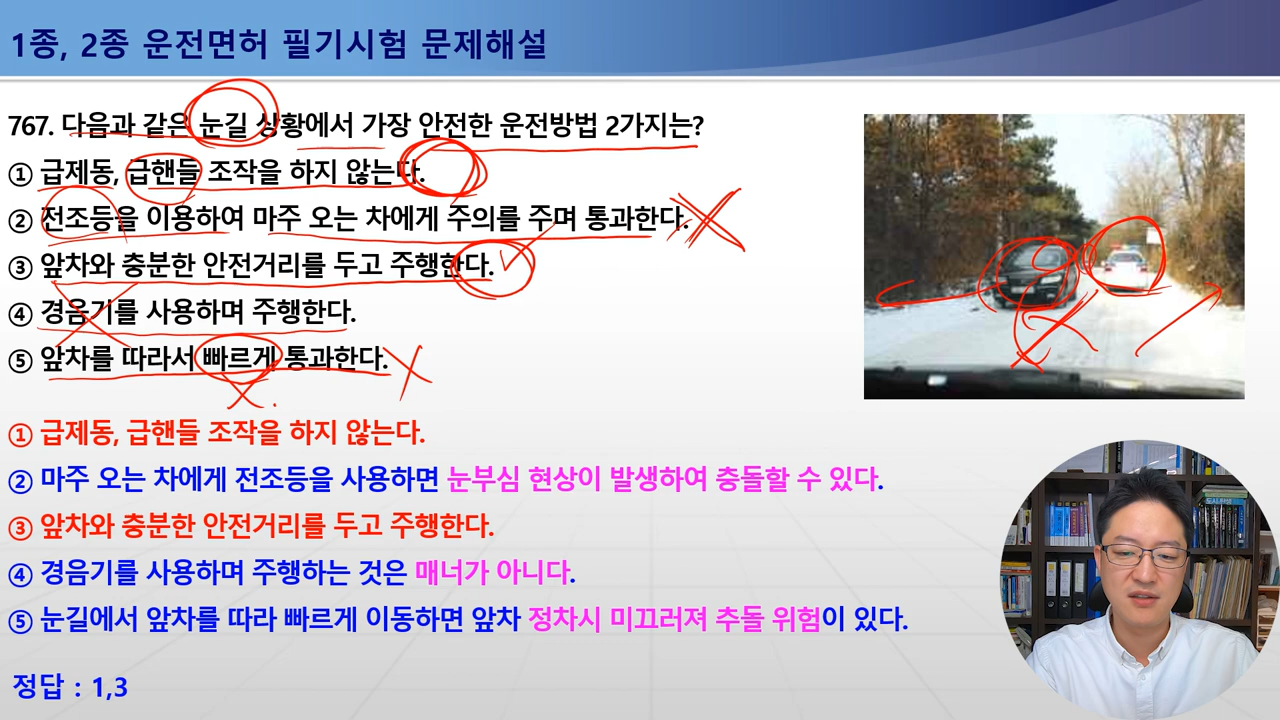 1종, 2종 운전면허 필기시험 문제해설
767. 다음과 같은 눈길 상황에서 가장 안전한 운전방법 2가지는?
① 급제동, 급핸들 조작을 하지 않는다.
② 전조등을 이용하여 마주 오는 차에게 주의를 주며 통과한다.
③ 앞차와 충분한 안전거리를 두고 주행한다.
④ 경음기를 사용하며 주행한다.
⑤ 앞차를 따라서 빠르게 통과한다.
① 급제동, 급핸들 조작을 하지 않는다.
② 마주 오는 차에게 전조등을 사용하면 눈부심 현상이 발생하여 충돌할 수 있다.
③ 앞차와 충분한 안전거리를 두고 주행한다.
④ 경음기를 사용하며 주행하는 것은 매너가 아니다.
⑤ 눈길에서 앞차를 따라 빠르게 이동하면 앞차 정차시 미끄러져 추돌 위험이 있다.
정답 : 1,3